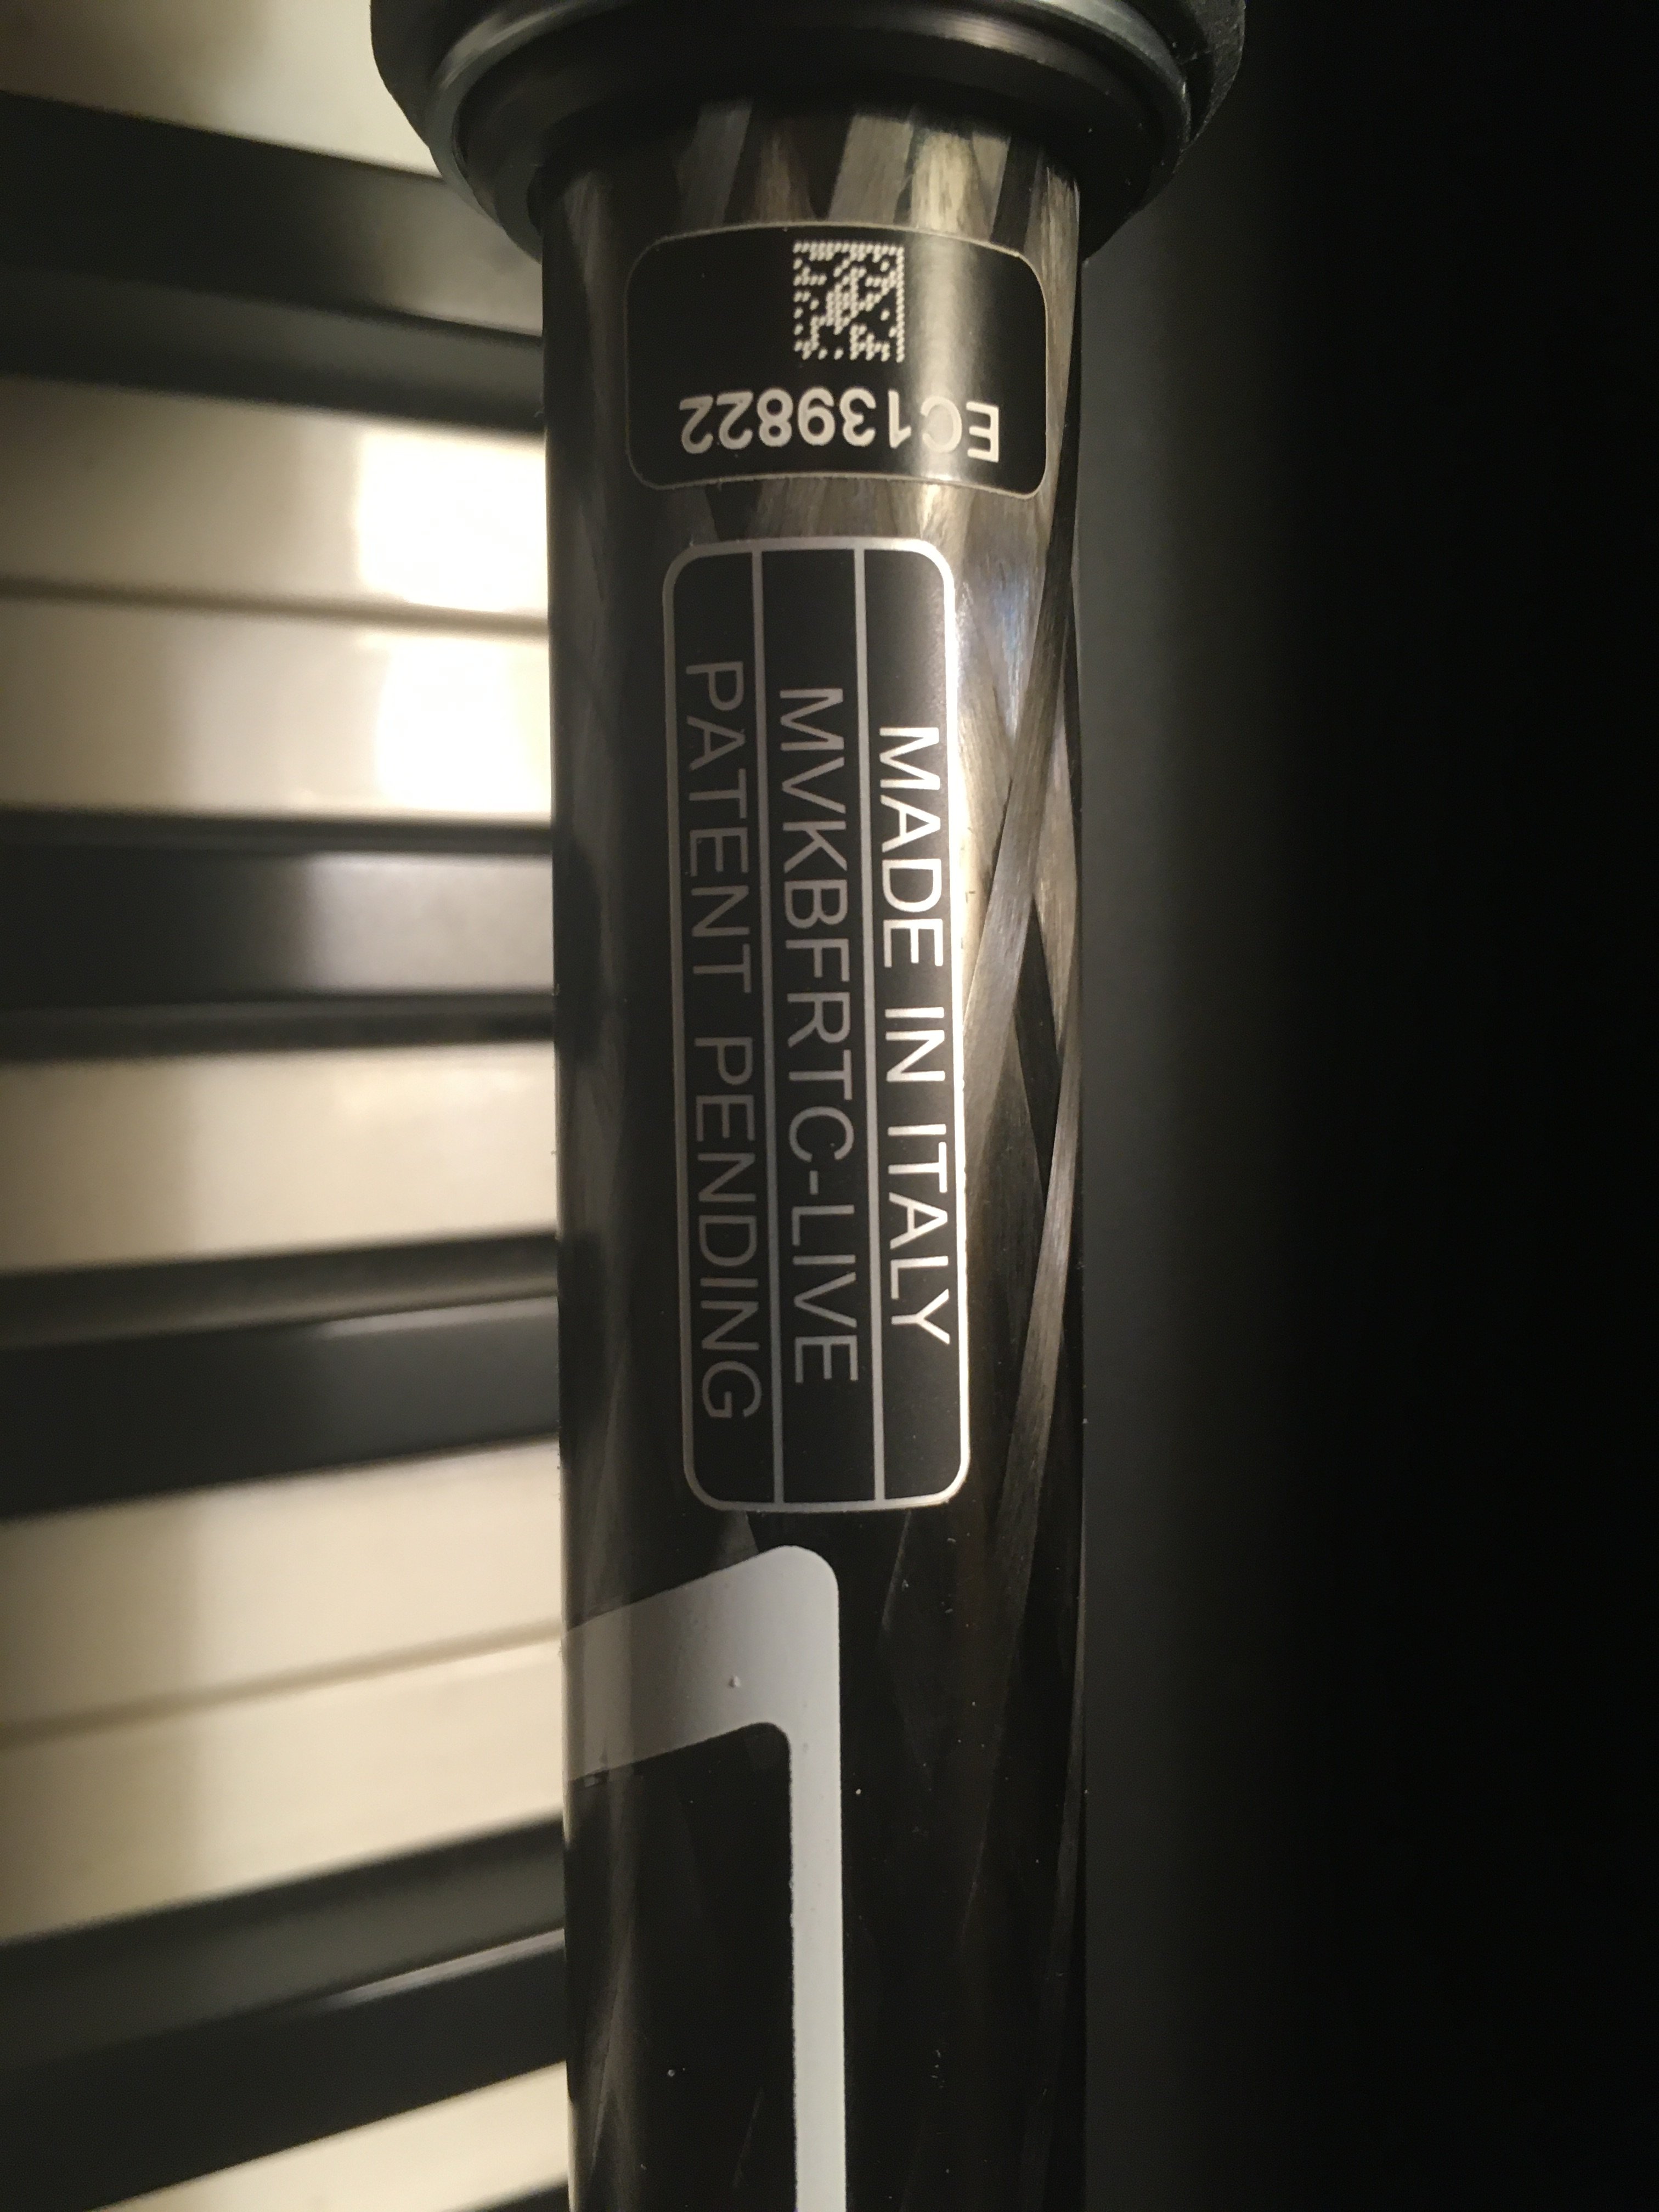 EC139822
MADE IN ITALY
MVKBFRTC-LIVE
PATENT PENDING